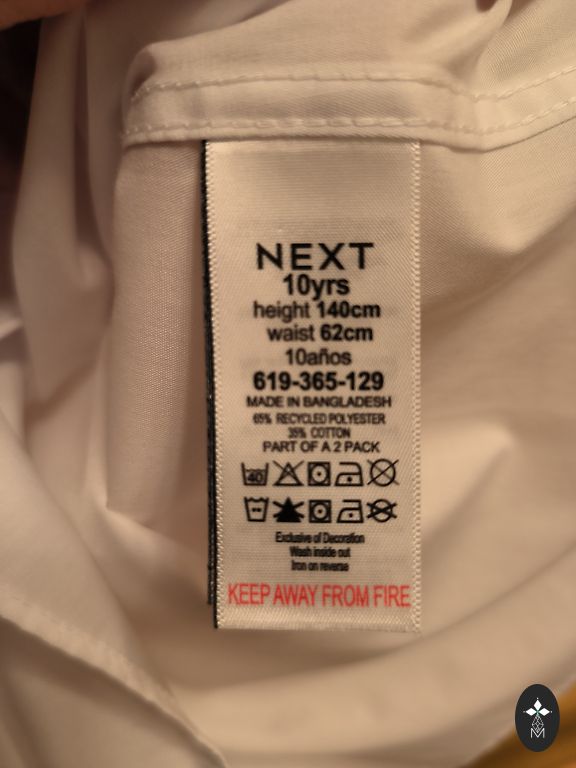 NEXT
10yrs
height 140cm
waist 62cm
10años
619-365-129
MADE IN BANGLADESH
65% RECYCLED POLYESTER
35% COTTON
PART OF A 2 PACK
40
Exclusive of Decoration
Wash inside out
Iron on reverse
KEEP AWAY FROM FIRE